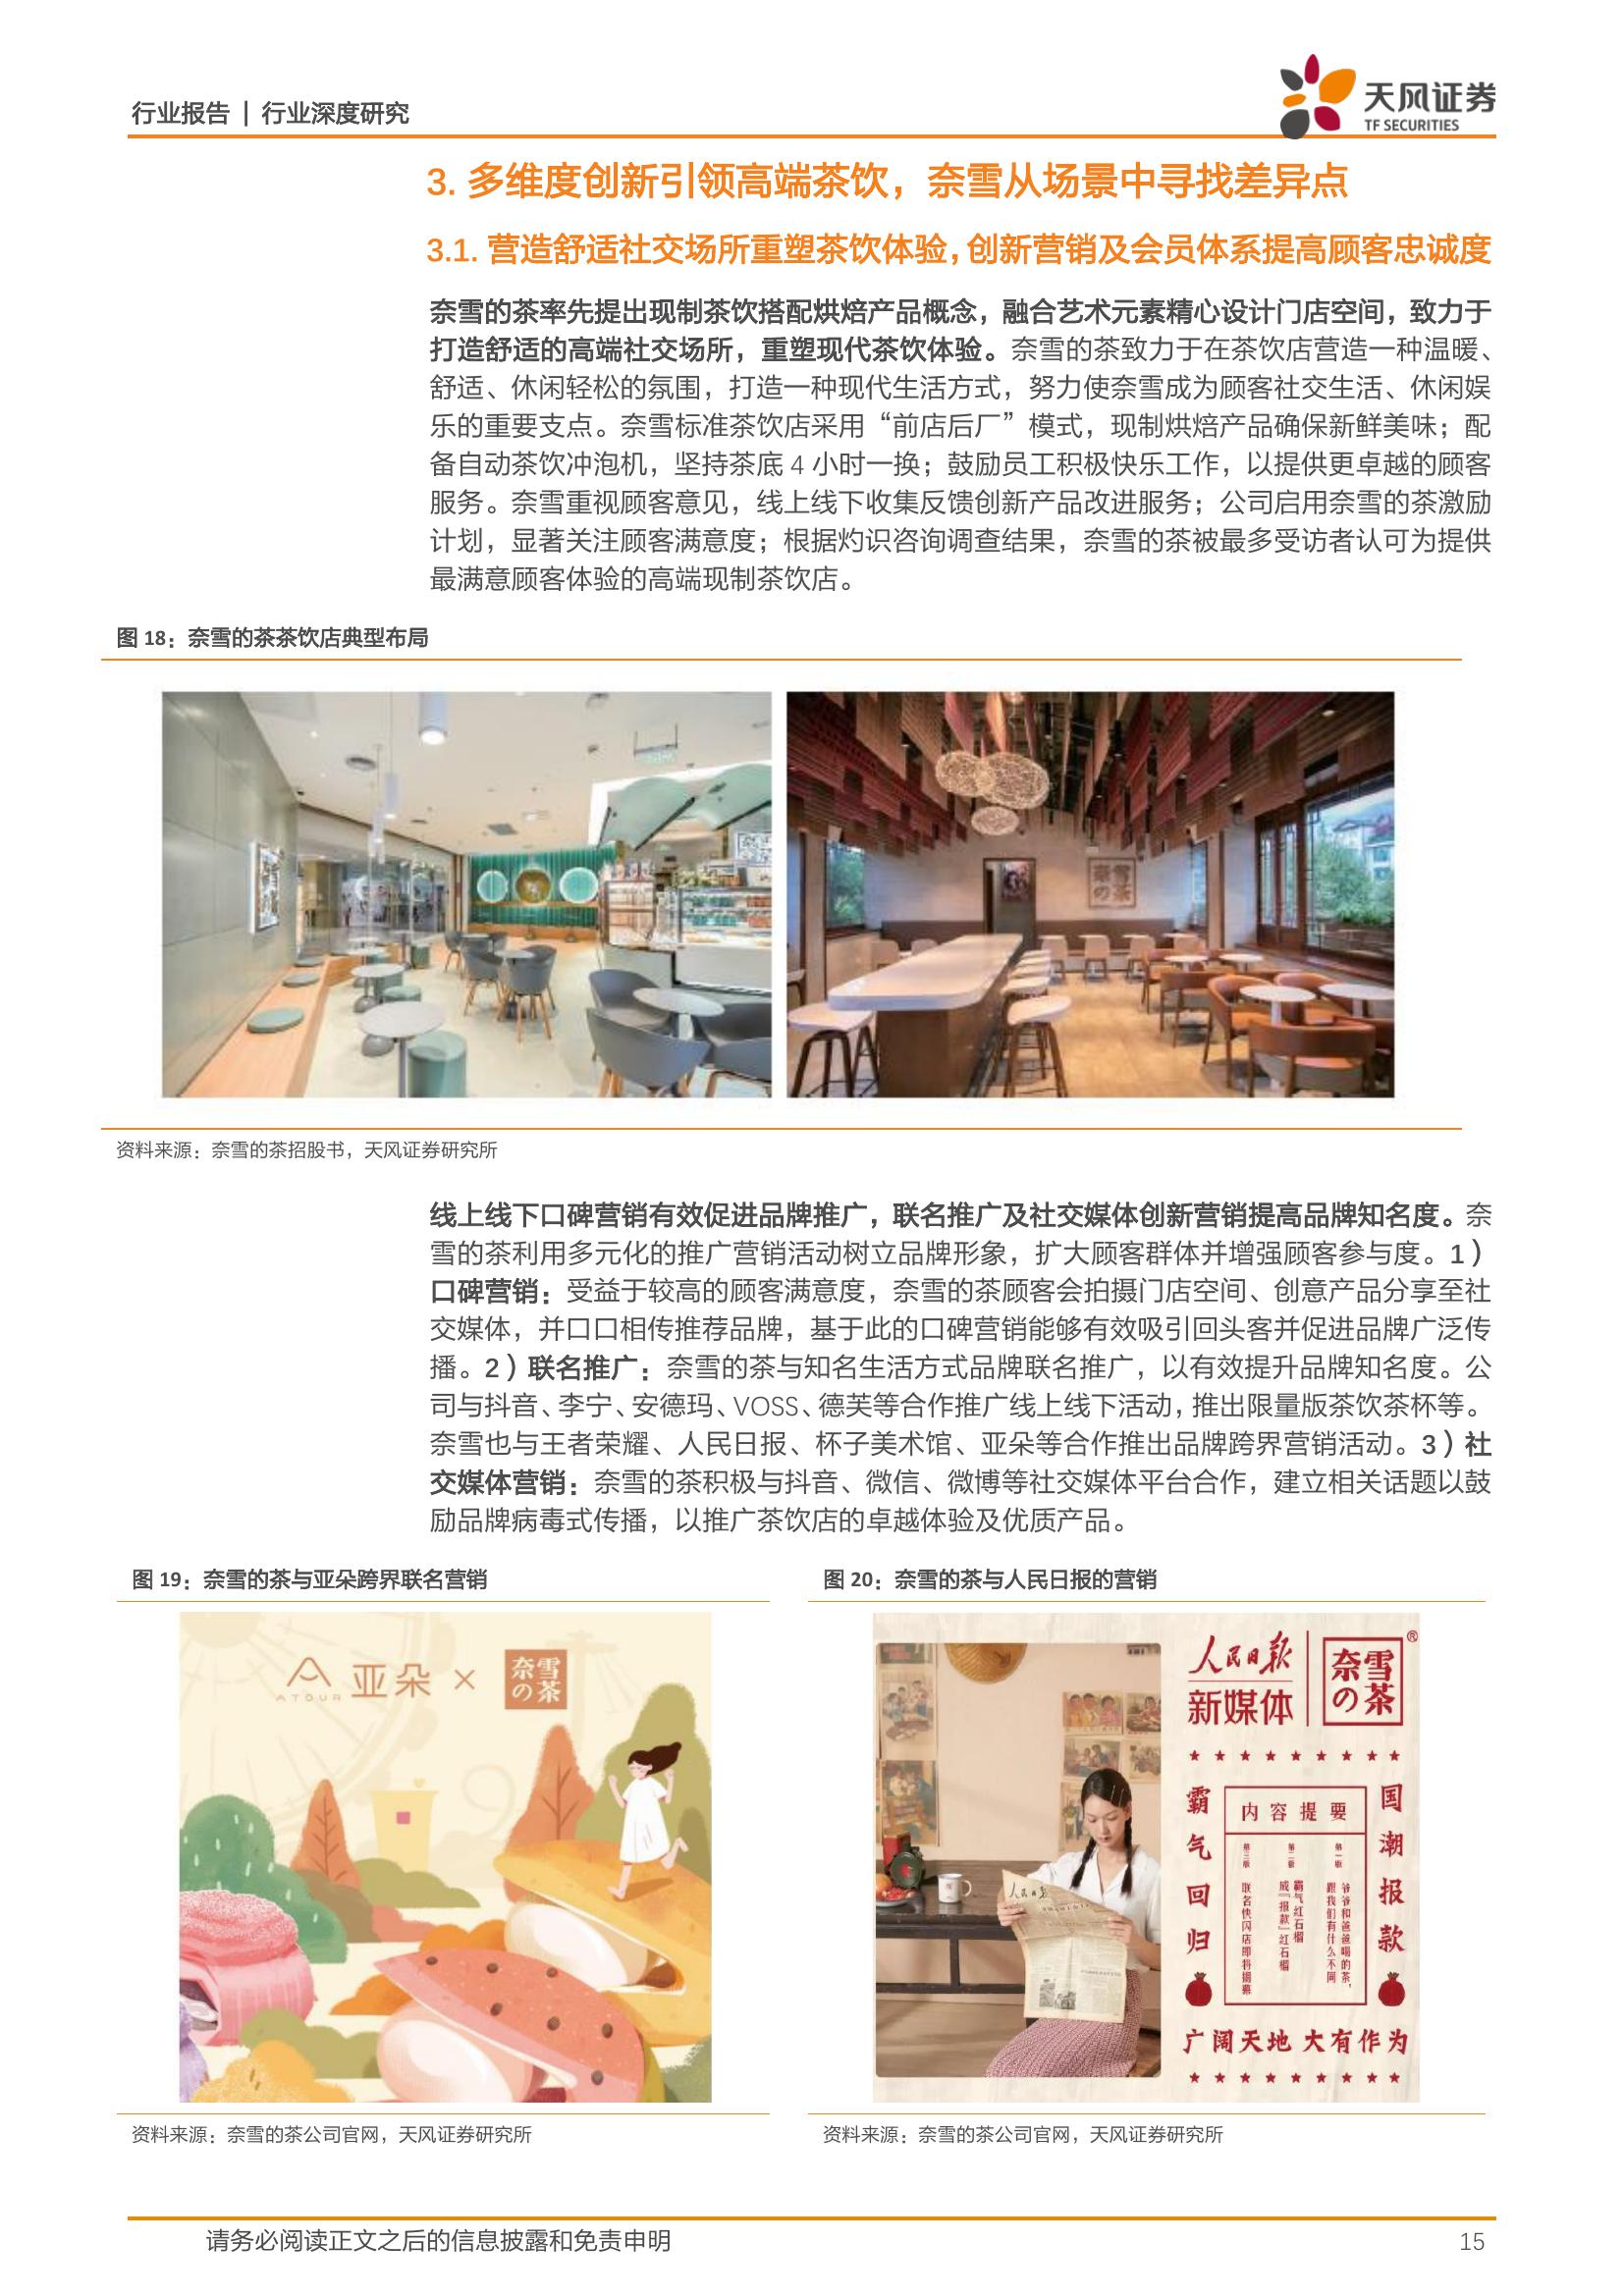 行业报告 | 行业深度研究
天风证券
TF SECURITIES
3. 多维度创新引领高端茶饮，奈雪从场景中寻找差异点
3.1. 营造舒适社交场所重塑茶饮体验，创新营销及会员体系提高顾客忠诚度
奈雪的茶率先提出现制茶饮搭配烘焙产品概念，融合艺术元素精心设计门店空间，致力于
打造舒适的高端社交场所，重塑现代茶饮体验。奈雪的茶致力于在茶饮店营造一种温暖、
舒适、休闲轻松的氛围，打造一种现代生活方式，努力使奈雪成为顾客社交生活、休闲娱
乐的重要支点。奈雪标准茶饮店采用“前店后厂”模式，现制烘焙产品确保新鲜美味；配
备自动茶饮冲泡机，坚持茶底 4 小时一换；鼓励员工积极快乐工作，以提供更卓越的顾客
服务。奈雪重视顾客意见，线上线下收集反馈创新产品改进服务；公司启用奈雪的茶激励
计划，显著关注顾客满意度；根据灼识咨询调查结果，奈雪的茶被最多受访者认可为提供
最满意顾客体验的高端现制茶饮店。
图 18：奈雪的茶茶饮店典型布局
奈雪
の茶
资料来源：奈雪的茶招股书，天风证券研究所
线上线下口碑营销有效促进品牌推广，联名推广及社交媒体创新营销提高品牌知名度。奈
雪的茶利用多元化的推广营销活动树立品牌形象，扩大顾客群体并增强顾客参与度。1）
口碑营销：受益于较高的顾客满意度，奈雪的茶顾客会拍摄门店空间、创意产品分享至社
交媒体，并口口相传推荐品牌，基于此的口碑营销能够有效吸引回头客并促进品牌广泛传
播。2）联名推广：奈雪的茶与知名生活方式品牌联名推广，以有效提升品牌知名度。公
司与抖音、李宁、安德玛、VOSS、德芙等合作推广线上线下活动，推出限量版茶饮茶杯等。
奈雪也与王者荣耀、人民日报、杯子美术馆、亚朵等合作推出品牌跨界营销活动。3）社
交媒体营销：奈雪的茶积极与抖音、微信、微博等社交媒体平台合作，建立相关话题以鼓
励品牌病毒式传播，以推广茶饮店的卓越体验及优质产品。
图 19：奈雪的茶与亚朵跨界联名营销
ATOUR 亚朵 × 奈雪
の茶
图 20：奈雪的茶与人民日报的营销
人民日报
新媒体
奈雪
の茶
®
国潮报款
霸气回归
内容提要
第一版
爷爷和爸爸喝的茶，
跟我们有什么不同
第二版
霸气红石榴
成「报款」红石榴
第三版
联名快闪店即将揭幕
人民日报
广阔天地 大有作为
资料来源：奈雪的茶公司官网，天风证券研究所
资料来源：奈雪的茶公司官网，天风证券研究所
请务必阅读正文之后的信息披露和免责申明
15